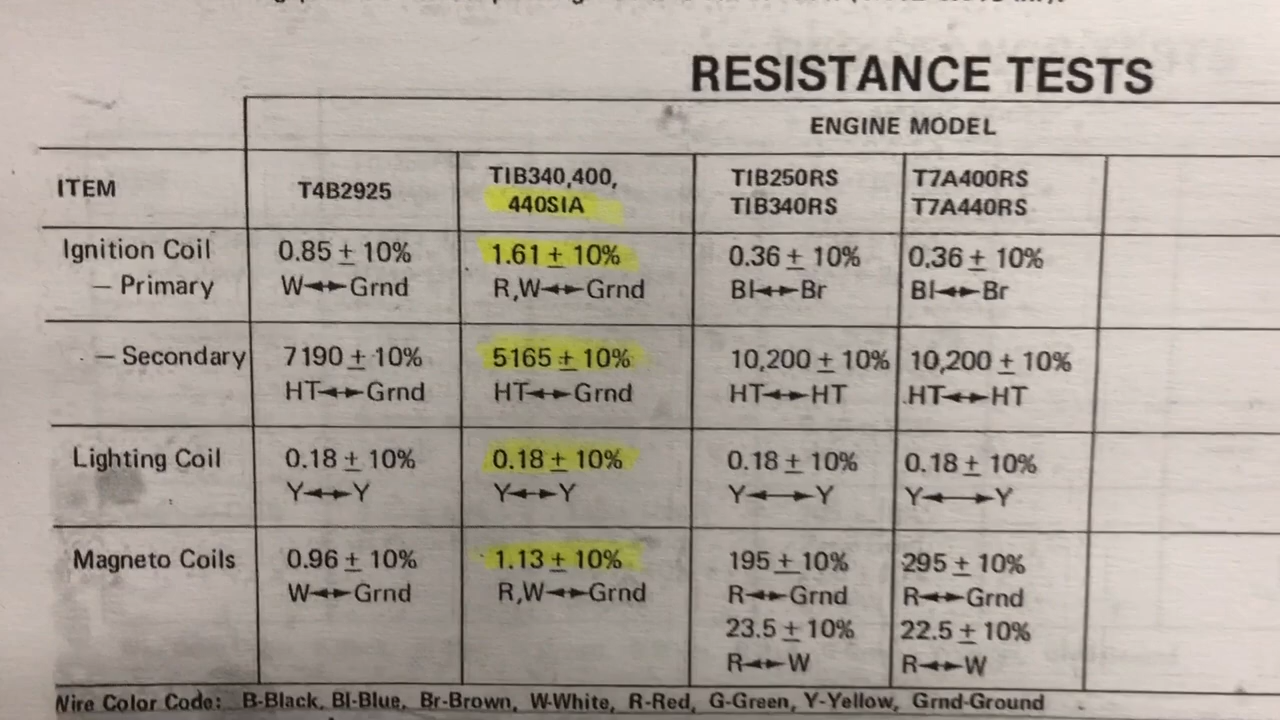 RESISTANCE TESTS
ENGINE MODEL
ITEM T4B2925 TIB340,400, 440SIA TIB250RS TIB340RS T7A400RS T7A440RS
Ignition Coil 0.85 ± 10% 1.61 ± 10% 0.36 ± 10% 0.36 ± 10%
— Primary W↔Grnd R,W↔Grnd Bl↔Br Bl↔Br
— Secondary 7190 ± 10% 5165 ± 10% 10,200 ± 10% 10,200 ± 10%
HT↔Grnd HT↔Grnd HT↔HT HT↔HT
Lighting Coil 0.18 ± 10% 0.18 ± 10% 0.18 ± 10% 0.18 ± 10%
Y↔Y Y↔Y Y↔Y Y↔Y
Magneto Coils 0.96 ± 10% 1.13 ± 10% 195 ± 10% 295 ± 10%
W↔Grnd R,W↔Grnd R↔Grnd R↔Grnd
23.5 ± 10% 22.5 ± 10%
R↔W R↔W
Wire Color Code: B-Black, Bl-Blue, Br-Brown, W-White, R-Red, G-Green, Y-Yellow, Grnd-Ground